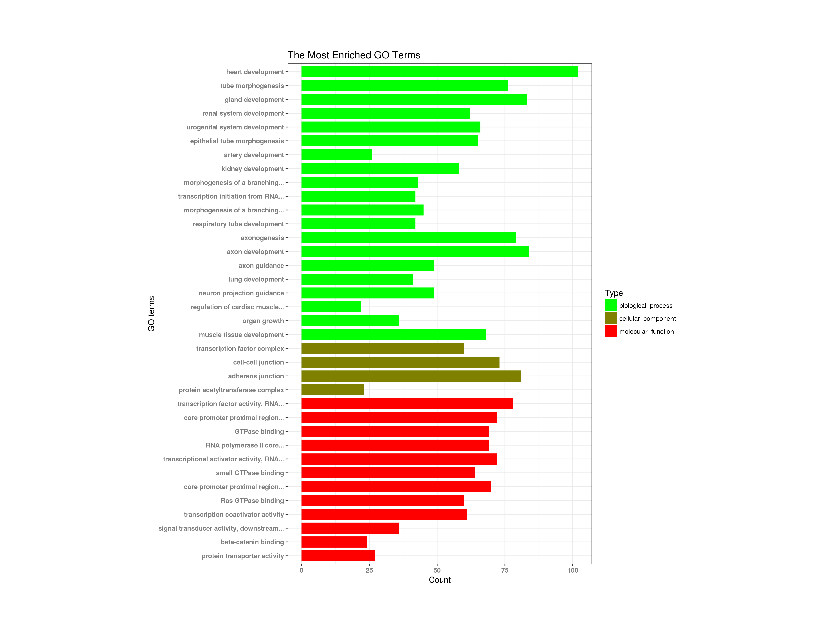 The Most Enriched GO Terms
heart development
tube morphogenesis
gland development
renal system development
urogenital system development
epithelial tube morphogenesis
artery development
kidney development
morphogenesis of a branching...
transcription initiation from RNA...
morphogenesis of a branching...
respiratory tube development
axonogenesis
axon development
axon guidance
lung development
neuron projection guidance
regulation of cardiac muscle...
organ growth
muscle tissue development
transcription factor complex
cell-cell junction
adherens junction
protein acetyltransferase complex
transcription factor activity, RNA...
core promoter proximal region...
GTPase binding
RNA polymerase II core...
transcriptional activator activity, RNA...
small GTPase binding
core promoter proximal region...
Ras GTPase binding
transcription coactivator activity
signal transducer activity, downstream...
beta-catenin binding
protein transporter activity
GO terms
0 25 50 75 100
Count
Type
biological_process
cellular_component
molecular_function